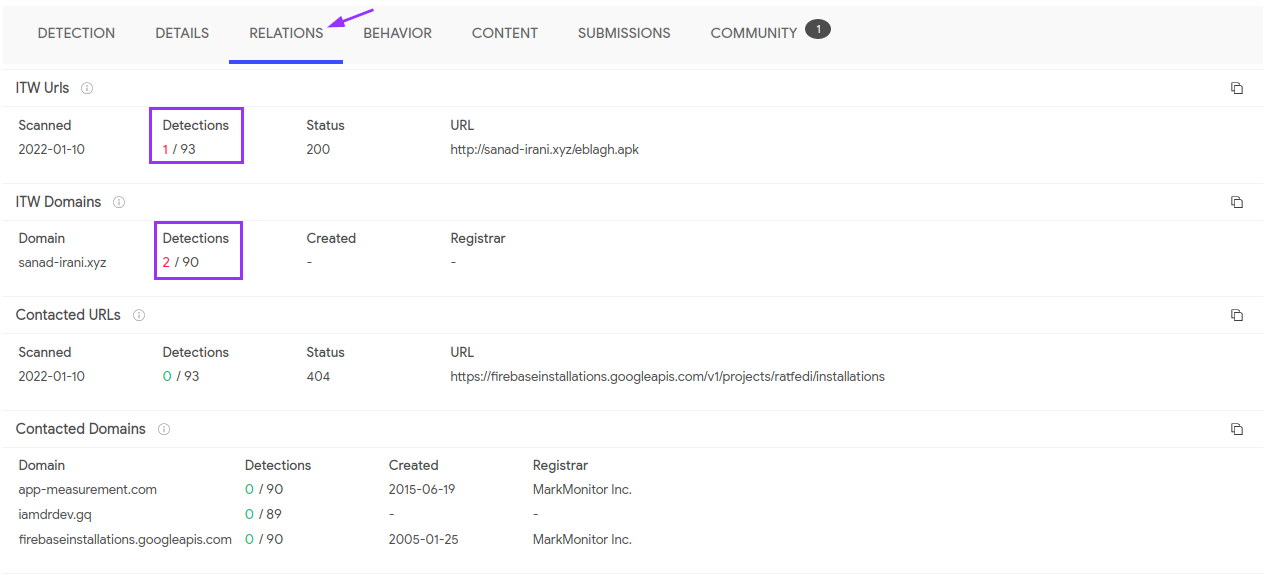 DETECTION DETAILS RELATIONS BEHAVIOR CONTENT SUBMISSIONS COMMUNITY 1
ITW Urls
Scanned Detections Status URL
2022-01-10 1 / 93 200 http://sanad-irani.xyz/eblagh.apk
ITW Domains
Domain Detections Created Registrar
sanad-irani.xyz 2 / 90 - -
Contacted URLs
Scanned Detections Status URL
2022-01-10 0 / 93 404 https://firebaseinstallations.googleapis.com/v1/projects/ratfedi/installations
Contacted Domains
Domain Detections Created Registrar
app-measurement.com 0 / 90 2015-06-19 MarkMonitor Inc.
iamdrdev.gq 0 / 89 - -
firebaseinstallations.googleapis.com 0 / 90 2005-01-25 MarkMonitor Inc.